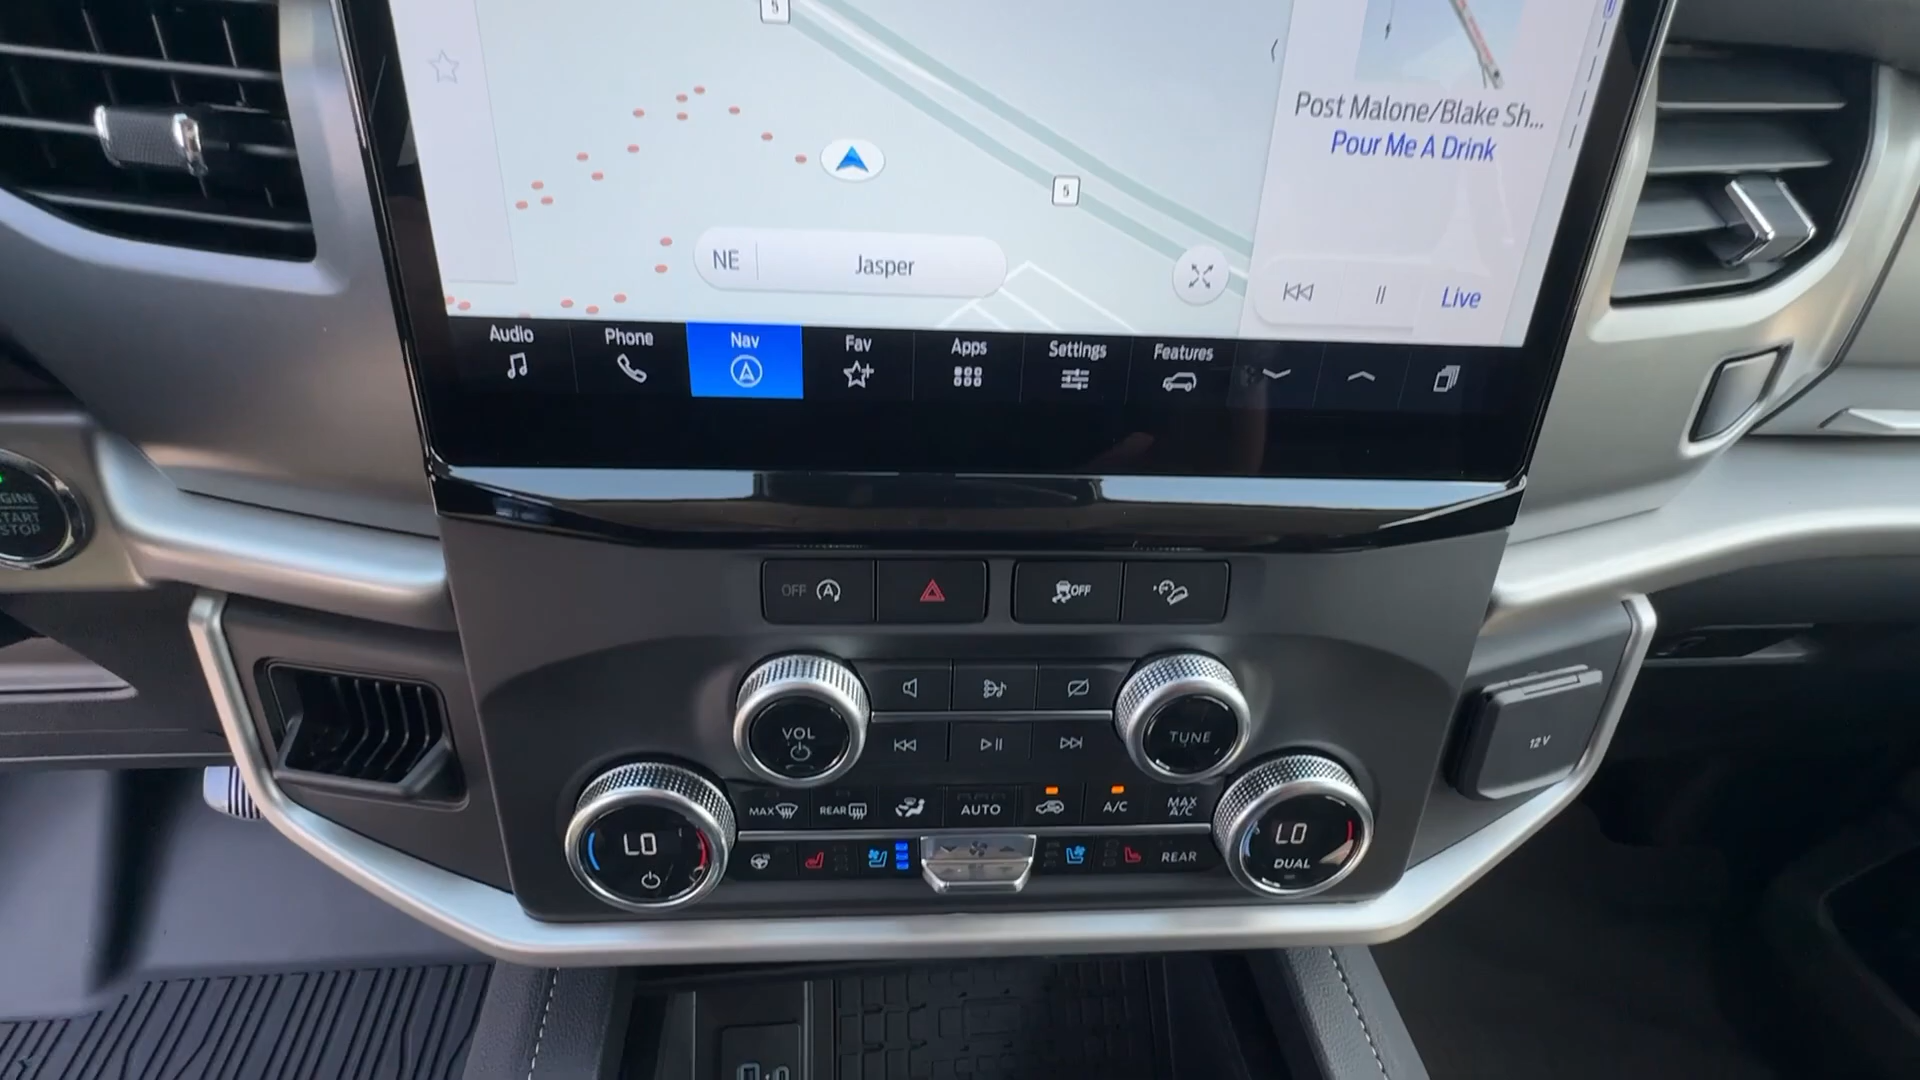 5
5
Post Malone/Blake Sh...
Pour Me A Drink
NE
Jasper
Live
Audio
Phone
Nav
Fav
Apps
Settings
Features
GINE
START
STOP
OFF
A
OFF
VOL
TUNE
12V
MAX
REAR
AUTO
A/C
MAX
A/C
LO
REAR
LO
DUAL